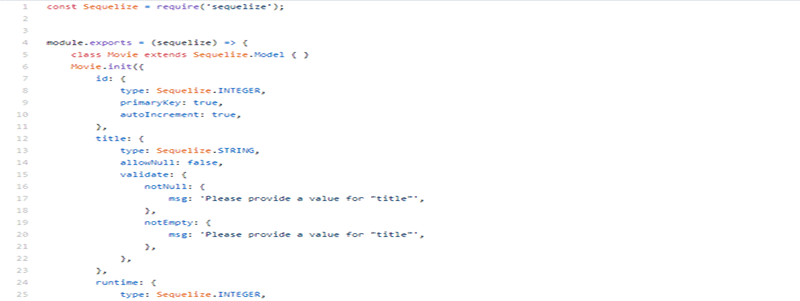 1 const Sequelize = require('sequelize');
2
3
4 module.exports = (sequelize) => {
5 class Movie extends Sequelize.Model { }
6 Movie.init({
7 id: {
8 type: Sequelize.INTEGER,
9 primaryKey: true,
10 autoIncrement: true,
11 },
12 title: {
13 type: Sequelize.STRING,
14 allowNull: false,
15 validate: {
16 notNull: {
17 msg: 'Please provide a value for "title"',
18 },
19 notEmpty: {
20 msg: 'Please provide a value for "title"',
21 },
22 },
23 },
24 runtime: {
25 type: Sequelize.INTEGER,